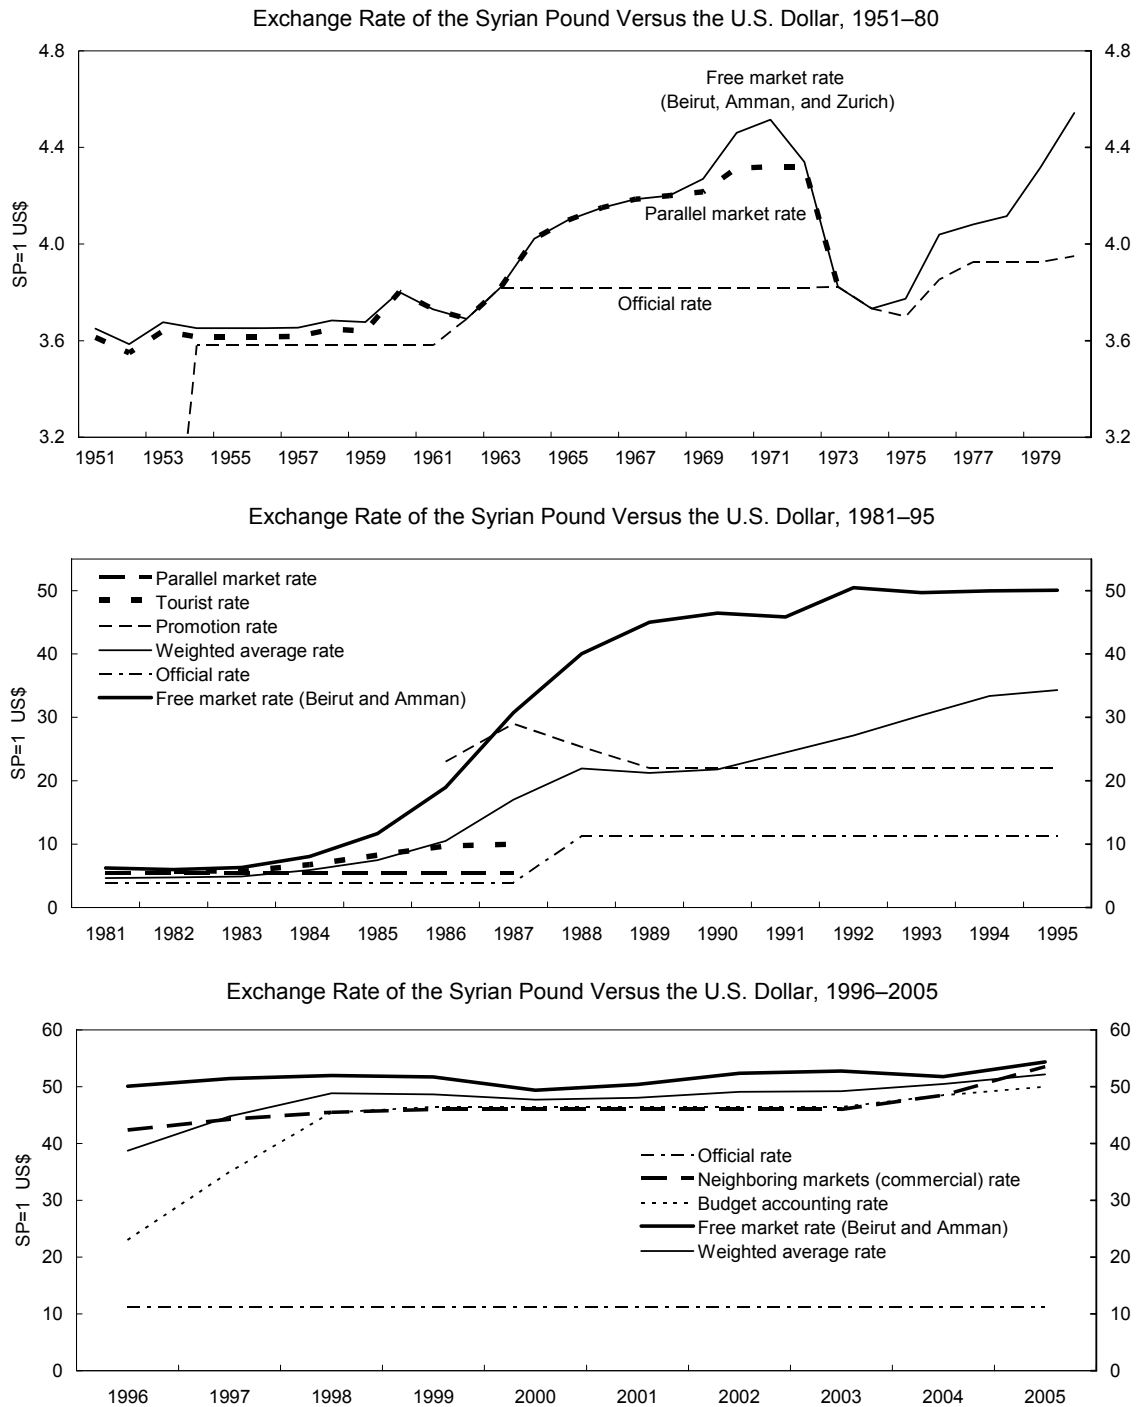 Exchange Rate of the Syrian Pound Versus the U.S. Dollar, 1951–80
4.8 4.8
Free market rate
(Beirut, Amman, and Zurich)
4.4 4.4
Parallel market rate
SP=1 US$
4.0 4.0
Official rate
3.6 3.6
3.2 3.2
1951 1953 1955 1957 1959 1961 1963 1965 1967 1969 1971 1973 1975 1977 1979
Exchange Rate of the Syrian Pound Versus the U.S. Dollar, 1981–95
Parallel market rate
50 50
Tourist rate
Promotion rate
Weighted average rate
40 40
Official rate
Free market rate (Beirut and Amman)
SP=1 US$
30 30
20 20
10 10
0 0
1981 1982 1983 1984 1985 1986 1987 1988 1989 1990 1991 1992 1993 1994 1995
Exchange Rate of the Syrian Pound Versus the U.S. Dollar, 1996–2005
60 60
50 50
40 40
SP=1 US$
Official rate
Neighboring markets (commercial) rate
30 30
Budget accounting rate
Free market rate (Beirut and Amman)
Weighted average rate
20 20
10 10
0 0
1996 1997 1998 1999 2000 2001 2002 2003 2004 2005